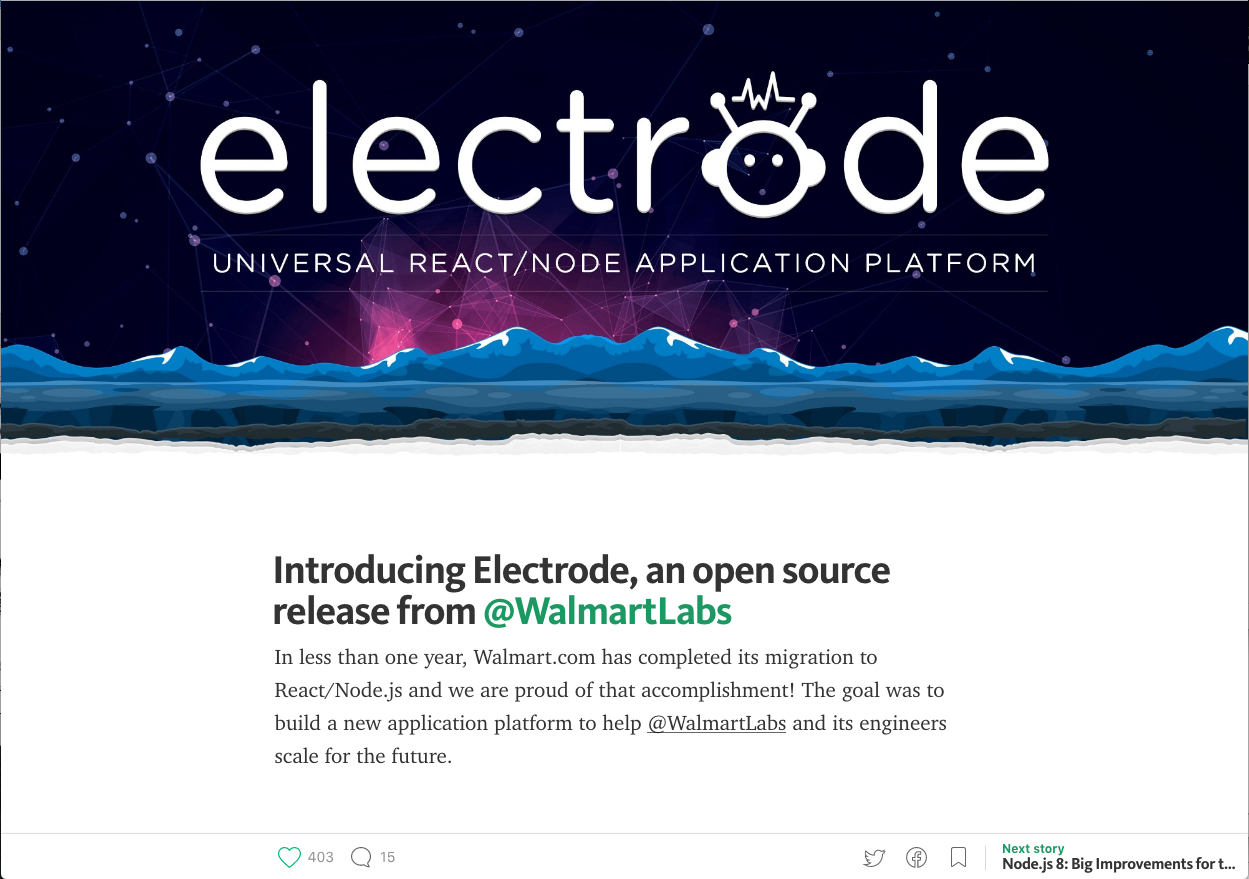 electrode
UNIVERSAL REACT/NODE APPLICATION PLATFORM
Introducing Electrode, an open source
release from @WalmartLabs
In less than one year, Walmart.com has completed its migration to
React/Node.js and we are proud of that accomplishment! The goal was to
build a new application platform to help @WalmartLabs and its engineers
scale for the future.
403 15
Next story
Node.js 8: Big Improvements for t...